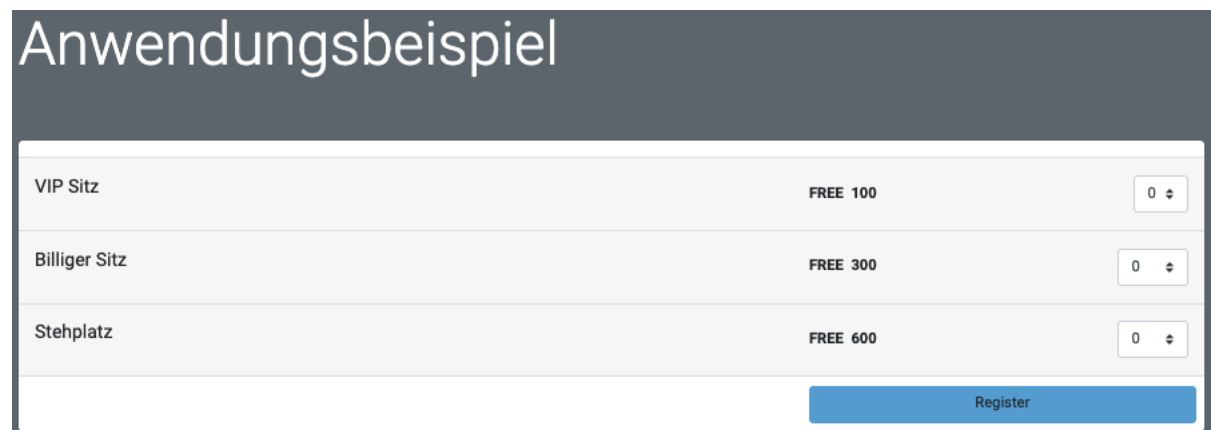 Anwendungsbeispiel
VIP Sitz FREE 100 0
Billiger Sitz FREE 300 0
Stehplatz FREE 600 0
Register